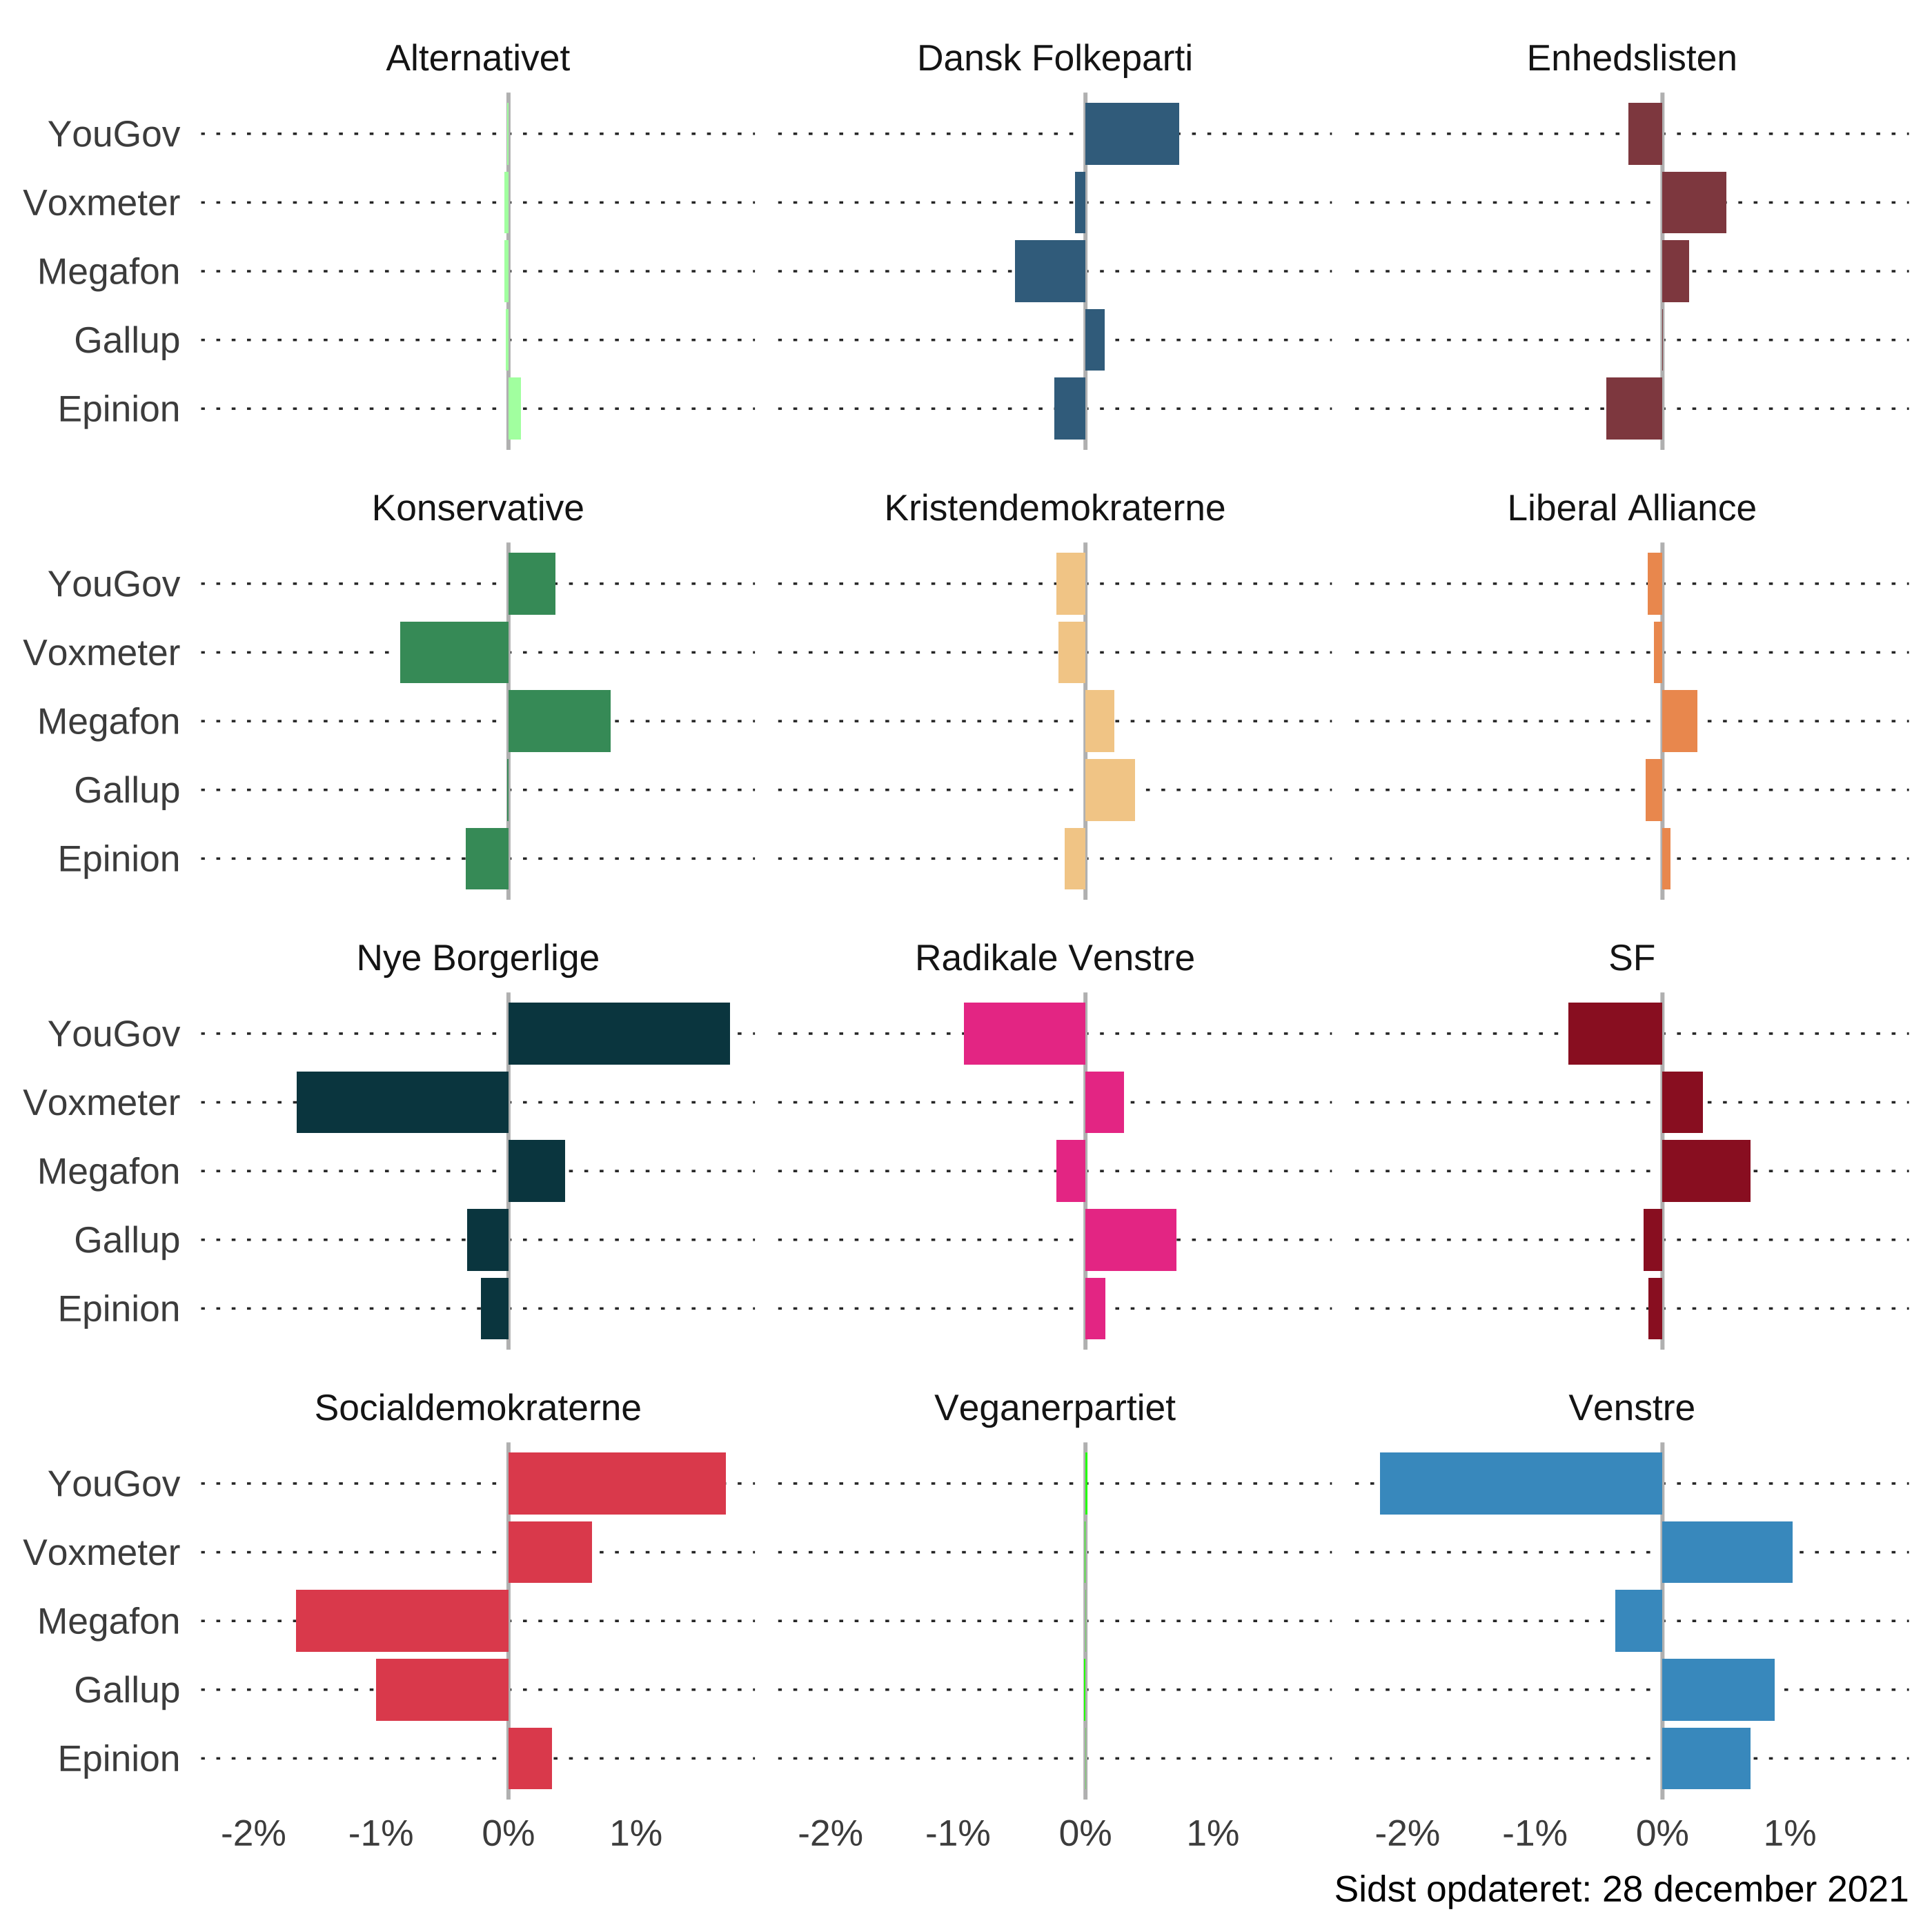 Alternativet Dansk Folkeparti Enhedslisten
YouGov
Voxmeter
Megafon
Gallup
Epinion
Konservative Kristendemokraterne Liberal Alliance
YouGov
Voxmeter
Megafon
Gallup
Epinion
Nye Borgerlige Radikale Venstre SF
YouGov
Voxmeter
Megafon
Gallup
Epinion
Socialdemokraterne Veganerpartiet Venstre
YouGov
Voxmeter
Megafon
Gallup
Epinion
-2% -1% 0% 1% -2% -1% 0% 1% -2% -1% 0% 1%
Sidst opdateret: 28 december 2021